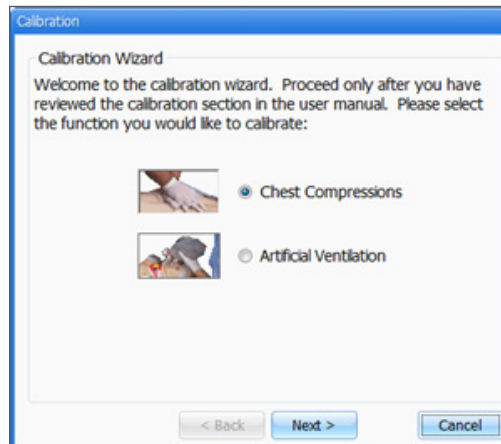 Calibration
Calibration Wizard
Welcome to the calibration wizard.  Proceed only after you have
reviewed the calibration section in the user manual.  Please select
the function you would like to calibrate:
Chest Compressions
Artificial Ventilation
< Back
Next >
Cancel